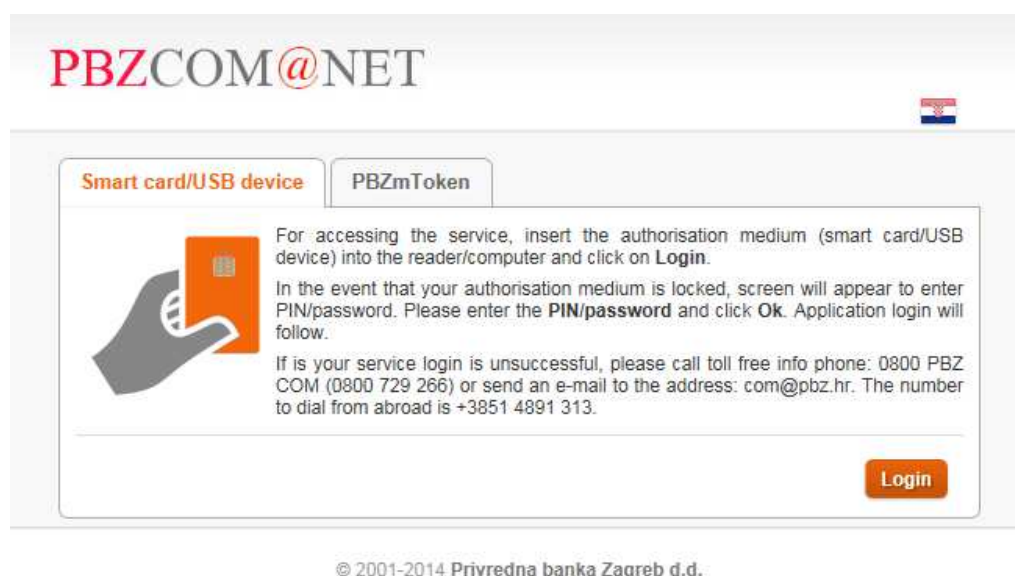 PBZCOM@NET
Smart card/USB device
PBZmToken
For accessing the service, insert the authorisation medium (smart card/USB
device) into the reader/computer and click on Login.
In the event that your authorisation medium is locked, screen will appear to enter
PIN/password. Please enter the PIN/password and click Ok. Application login will
follow.
If is your service login is unsuccessful, please call toll free info phone: 0800 PBZ
COM (0800 729 266) or send an e-mail to the address: com@pbz.hr. The number
to dial from abroad is +3851 4891 313.
Login
© 2001-2014 Privredna banka Zagreb d.d.